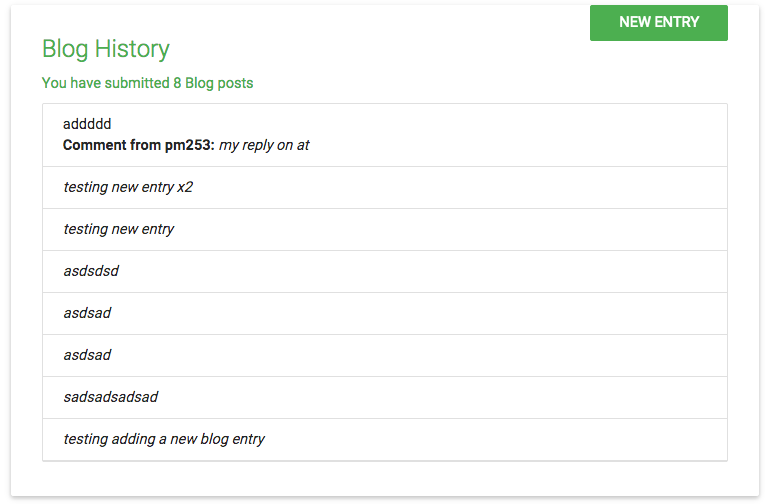 NEW ENTRY
Blog History
You have submitted 8 Blog posts
addddd
Comment from pm253: my reply on at
testing new entry x2
testing new entry
asdsdsd
asdsad
asdsad
sadsadsadsad
testing adding a new blog entry